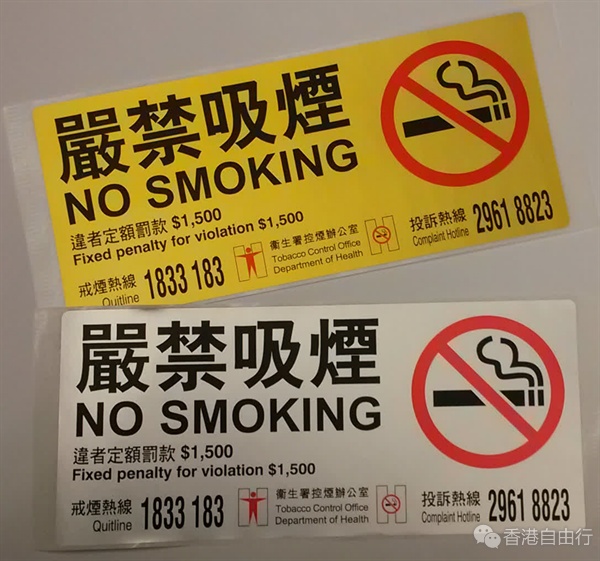 嚴禁吸煙
NO SMOKING
違者定額罰款 $1,500
Fixed penalty for violation $1,500
戒煙熱線 1833 183
Quitline
衞生署控煙辦公室
Tobacco Control Office
Department of Health
投訴熱線 2961 8823
Complaint Hotline
嚴禁吸煙
NO SMOKING
違者定額罰款 $1,500
Fixed penalty for violation $1,500
戒煙熱線 1833 183
Quitline
衞生署控煙辦公室
Tobacco Control Office
Department of Health
投訴熱線 2961 8823
Complaint Hotline
香港自由行